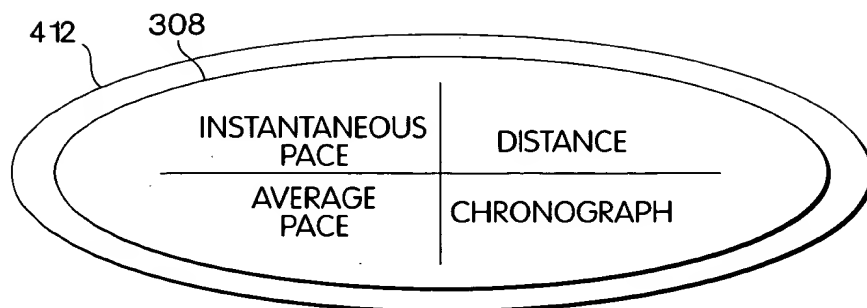 412
308
INSTANTANEOUS
PACE
DISTANCE
AVERAGE
PACE
CHRONOGRAPH